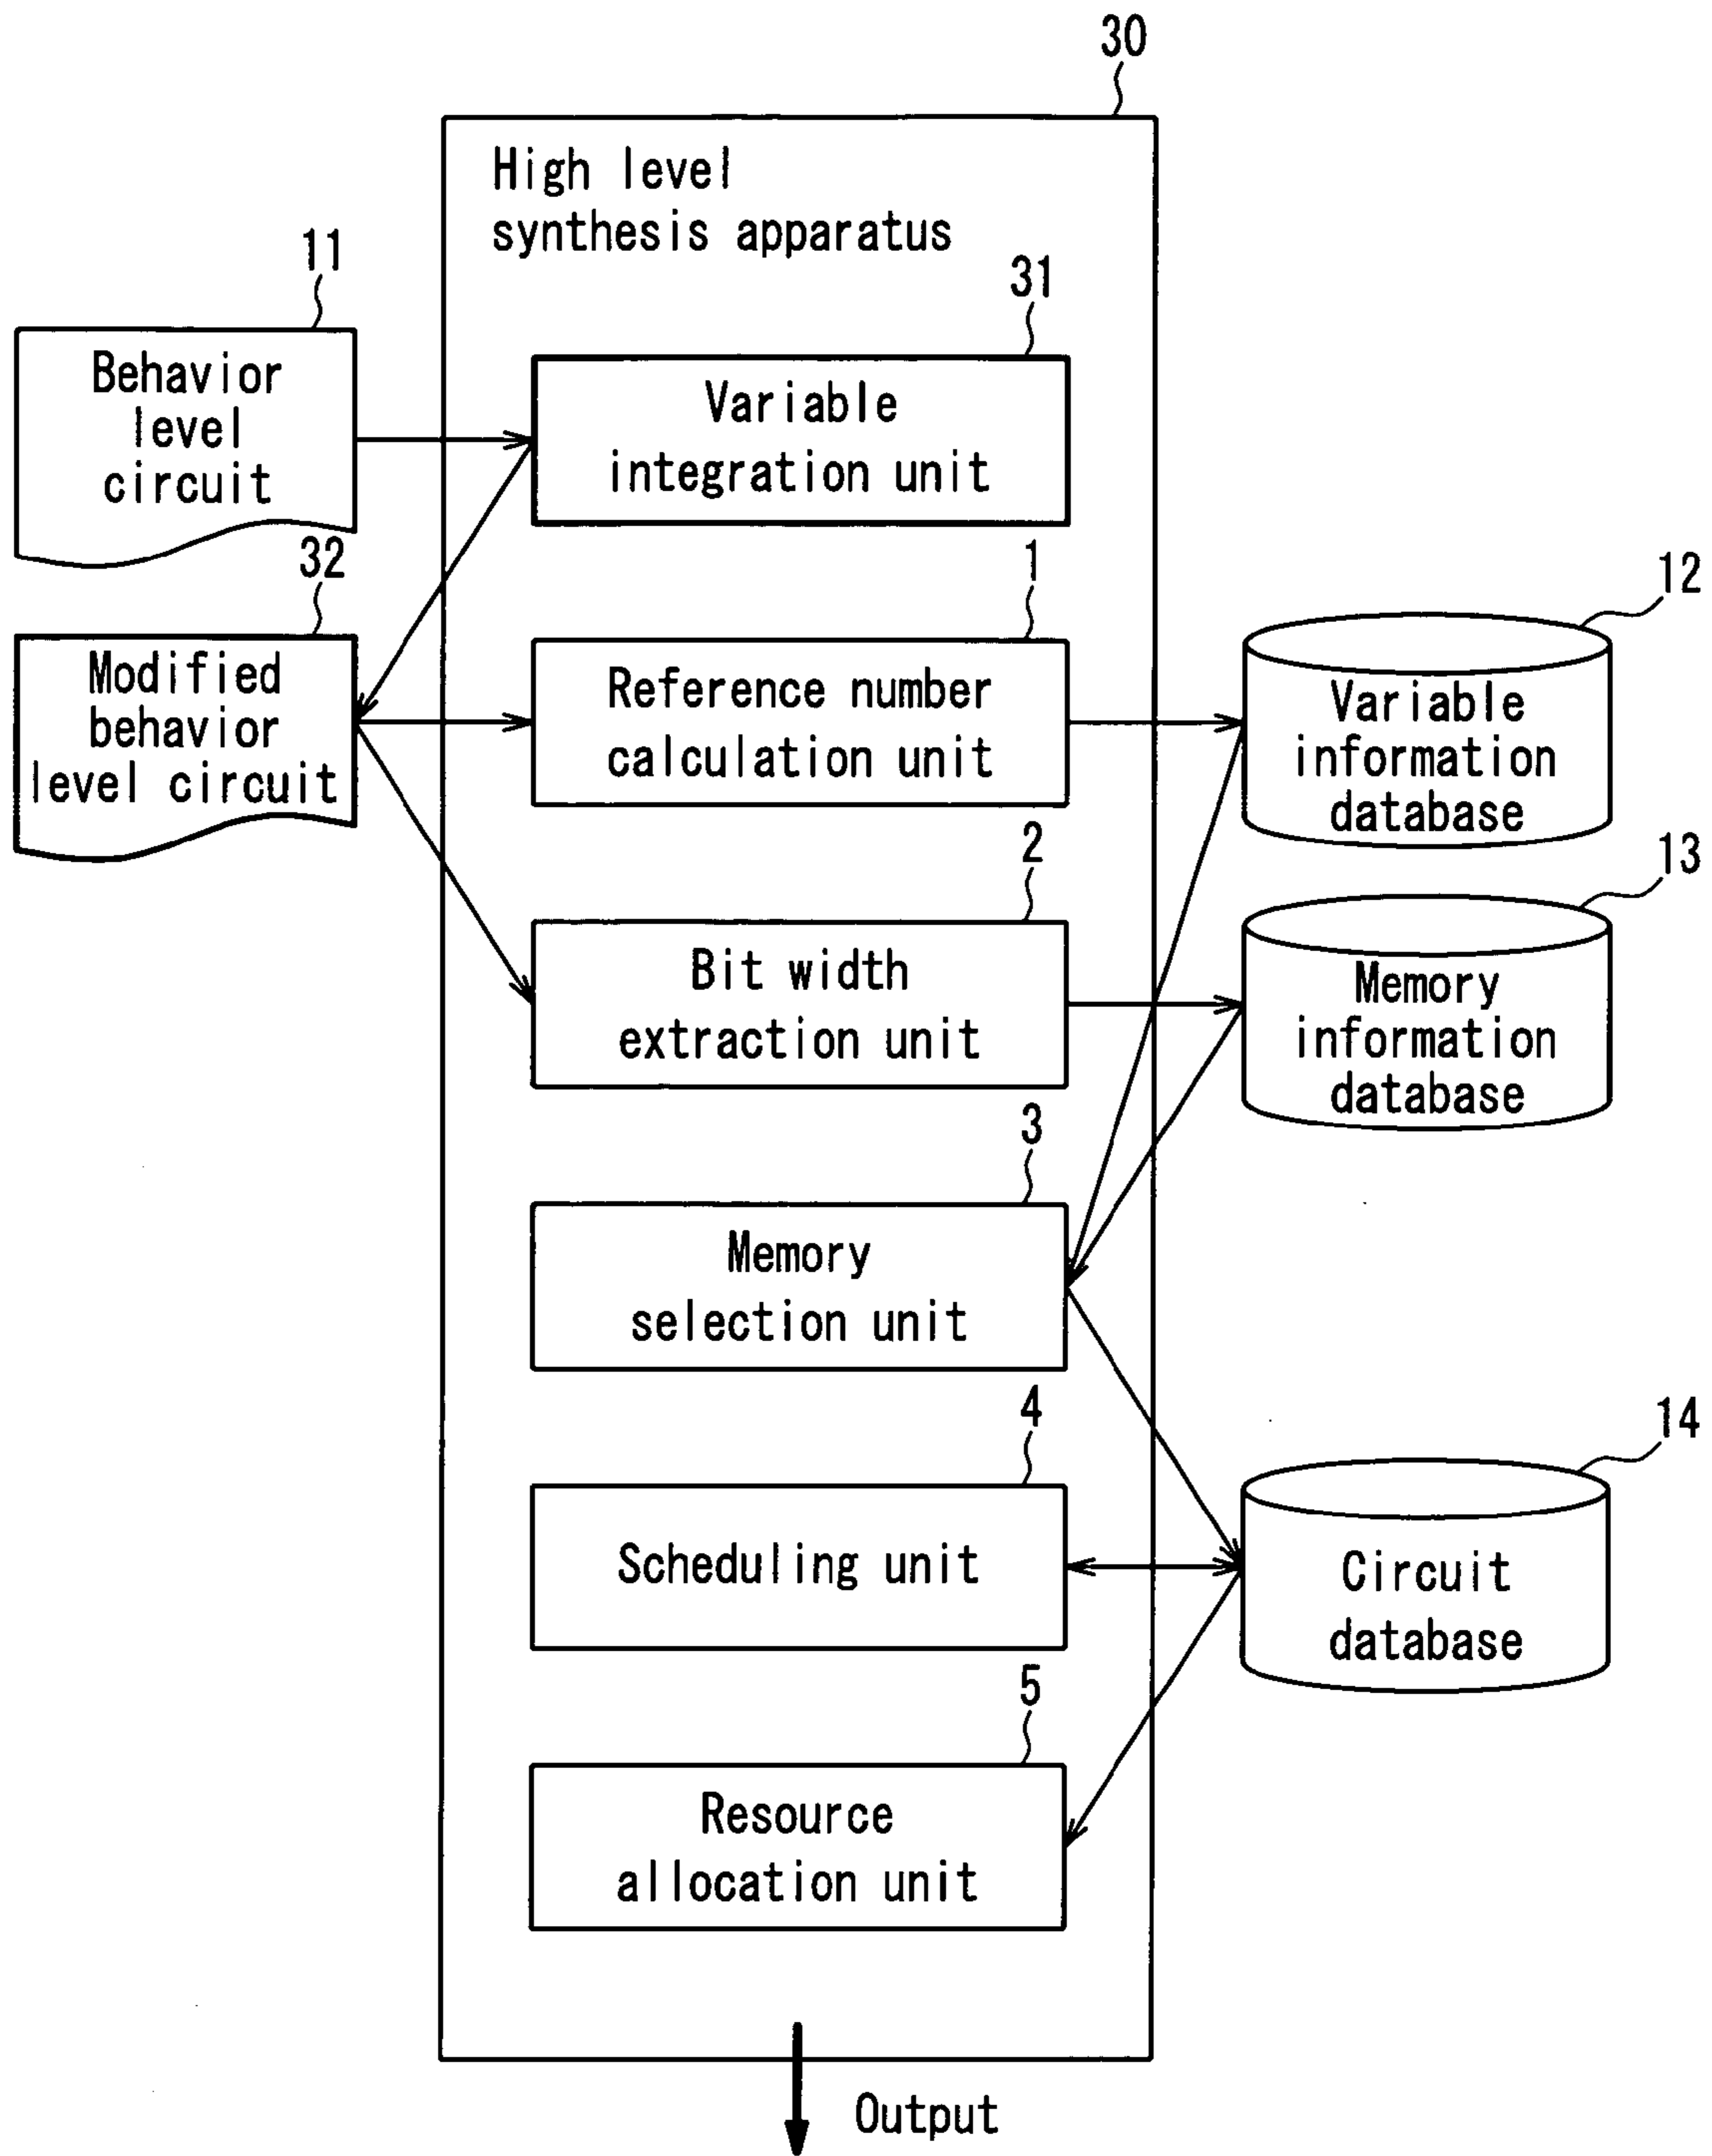 30
High level
synthesis apparatus
11
Behavior
level
circuit
31
Variable
integration unit
32
Modified
behavior
level circuit
1
Reference number
calculation unit
12
Variable
information
database
2
Bit width
extraction unit
13
Memory
information
database
3
Memory
selection unit
4
Scheduling unit
14
Circuit
database
5
Resource
allocation unit
Output